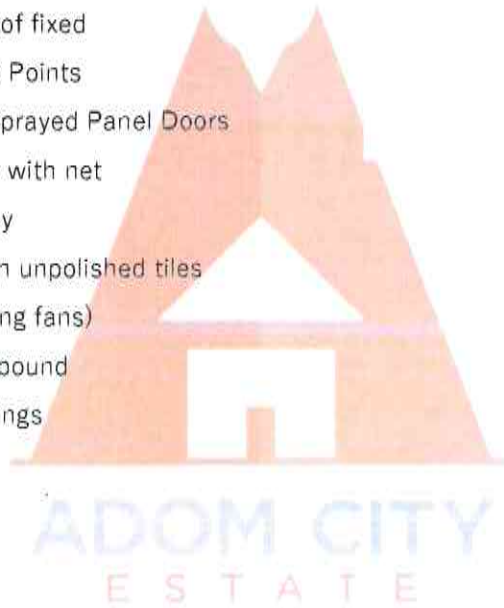 of fixed
Points
prayed Panel Doors
with net
y
n unpolished tiles
ng fans)
pound
ngs
ADOM CITY
ESTATE